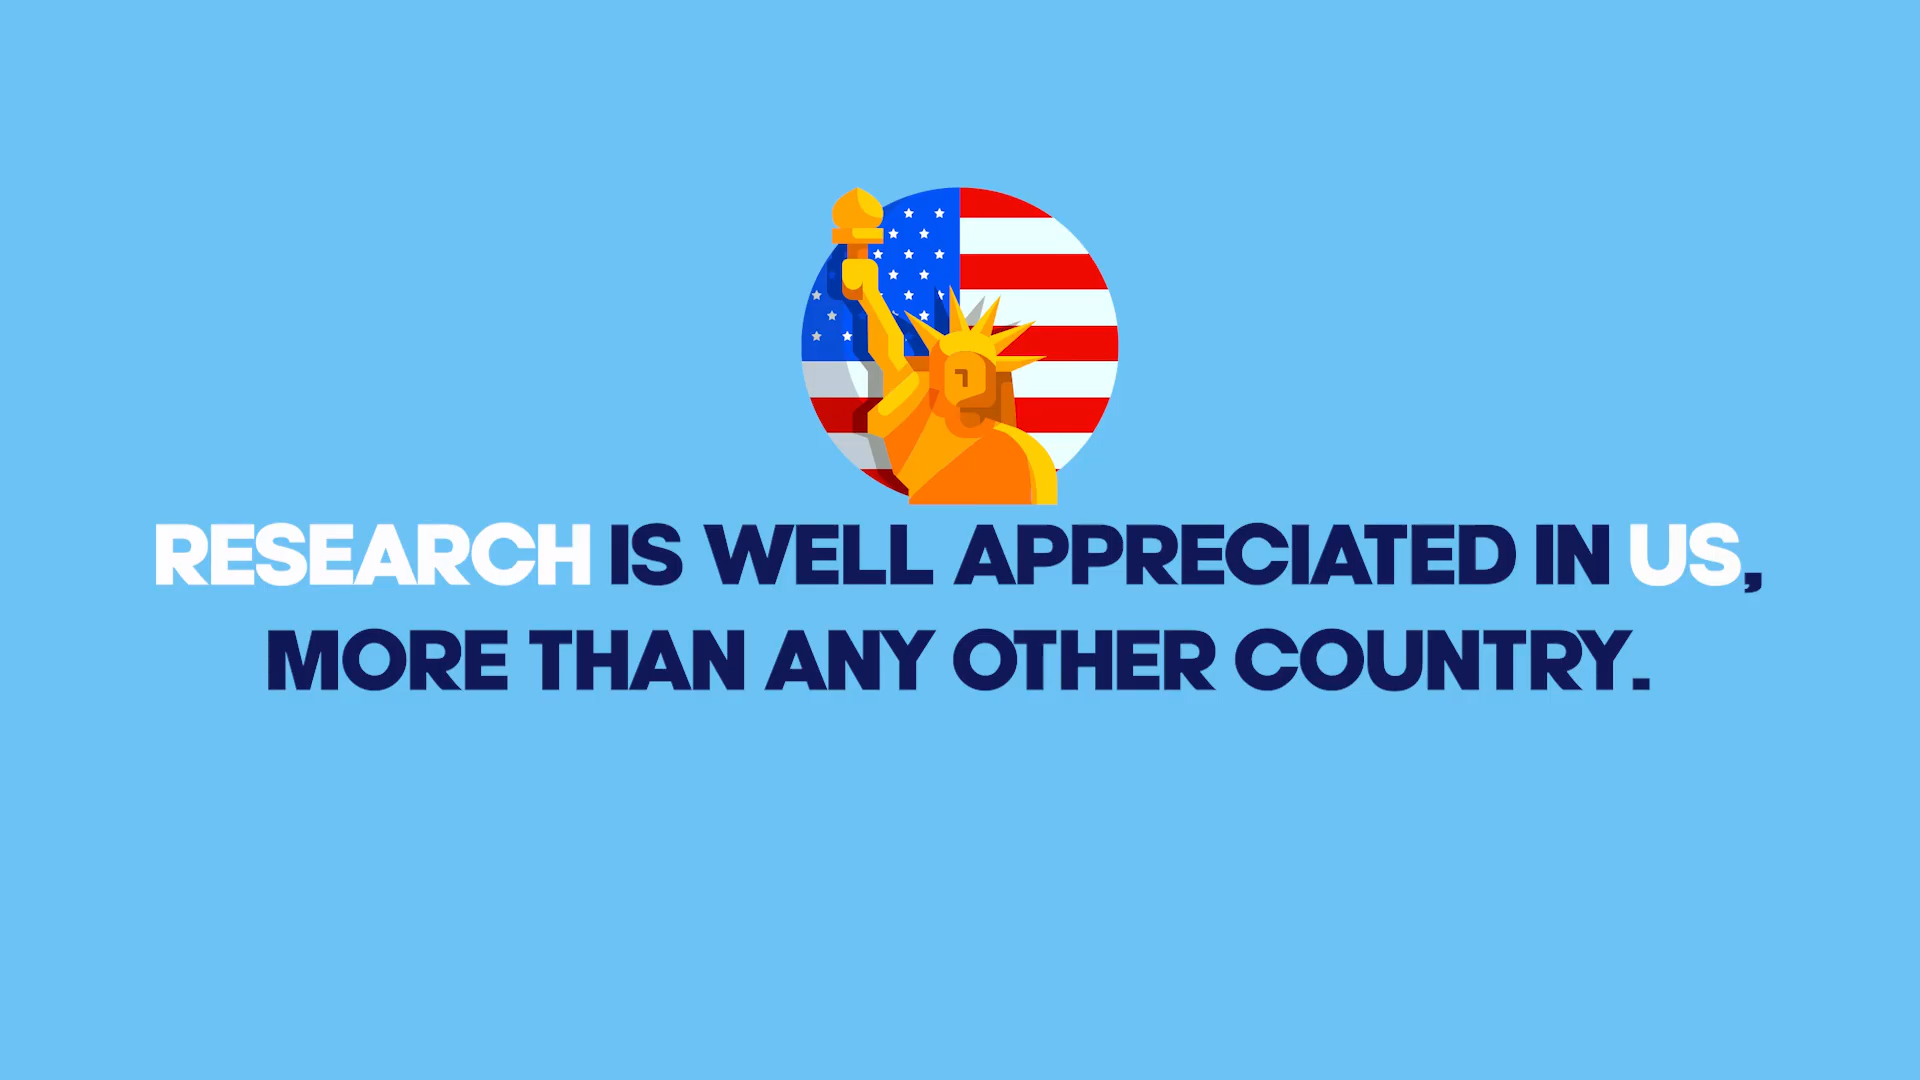 RESEARCH IS WELL APPRECIATED IN US,
MORE THAN ANY OTHER COUNTRY.